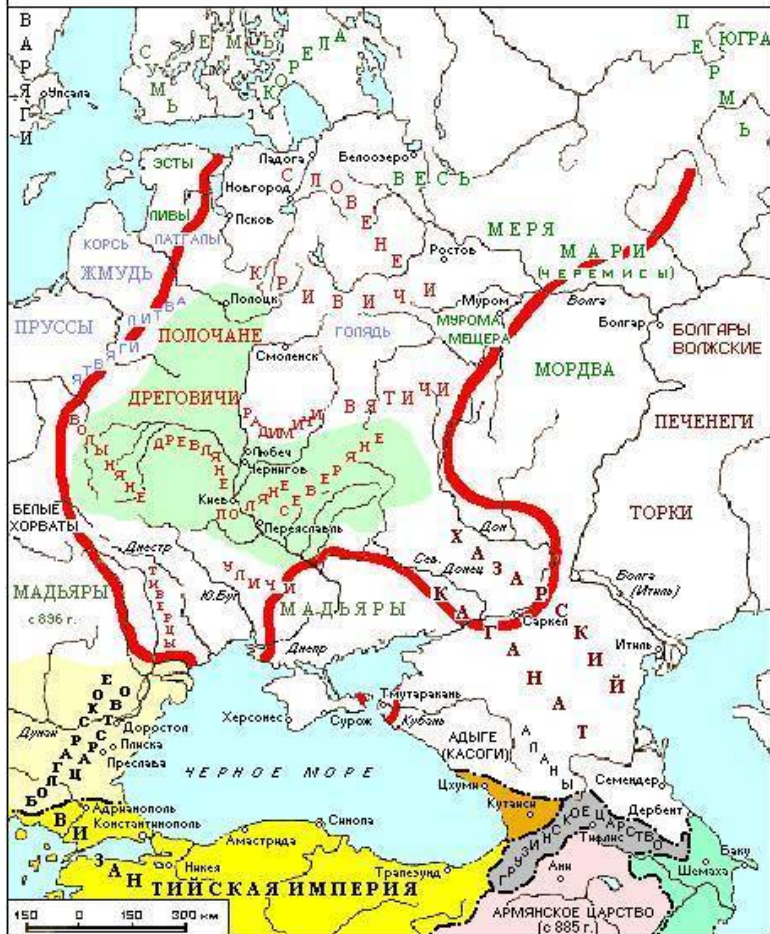 ВАРЯГИ
СУМЬ
ЕМЬ
КОРЕЛА
ПЕРМЬ
ЮГРА
Упсала
ЭСТЫ
Ладога
Белоозеро
ВЕСЬ
Новгород
СЛОВЕНЕ
ЛИВЫ
Псков
ЛАТГАЛЫ
КОРСЬ
ЖМУДЬ
МЕРЯ
Ростов
МАРИ
(ЧЕРЕМИСЫ)
КРИВИЧИ
Полоцк
Муром
Волга
Болгар
БОЛГАРЫ
ВОЛЖСКИЕ
ПРУССЫ
ЛИТВА
ПОЛОЧАНЕ
ГОЛЯДЬ
МУРОМА
МЕЩЕРА
Смоленск
ЯТВЯГИ
МОРДВА
ДРЕГОВИЧИ
РАДИМИЧИ
ВЯТИЧИ
ПЕЧЕНЕГИ
ВОЛЫНЯНЕ
ДРЕВЛЯНЕ
Любеч
Чернигов
СЕВЕРЯНЕ
Киев
ПОЛЯНЕ
Переяславль
БЕЛЫЕ
ХОРВАТЫ
Дон
ТОРКИ
Днестр
УЛИЧИ
Сев.
Донец
ХАЗАРСКИЙ
КАГАНАТ
Волга
(Итиль)
МАДЬЯРЫ
с 896 г.
ТИВЕРЦЫ
Ю.Буг
МАДЬЯРЫ
Саркел
Днепр
Итиль
Тмутаракань
Херсонес
Сурож
Кубань
БОЛГАРСКОЕ
ЦАРСТВО
Дунай
Доростол
Плиска
Преслава
АДЫГЕ
(КАСОГИ)
АЛАНЫ
ЧЕРНОЕ МОРЕ
Цхуми
Семендер
Кутаиси
Дербент
Адрианополь
Константинополь
Синопа
Амастрида
ГРУЗИНСКОЕ ЦАРСТВО
Тифлис
Баку
Никея
Трапезунд
Ани
Шемаха
ВИЗАНТИЙСКАЯ ИМПЕРИЯ
АРМЯНСКОЕ ЦАРСТВО
(с 885 г.)
150 0 150 300 км